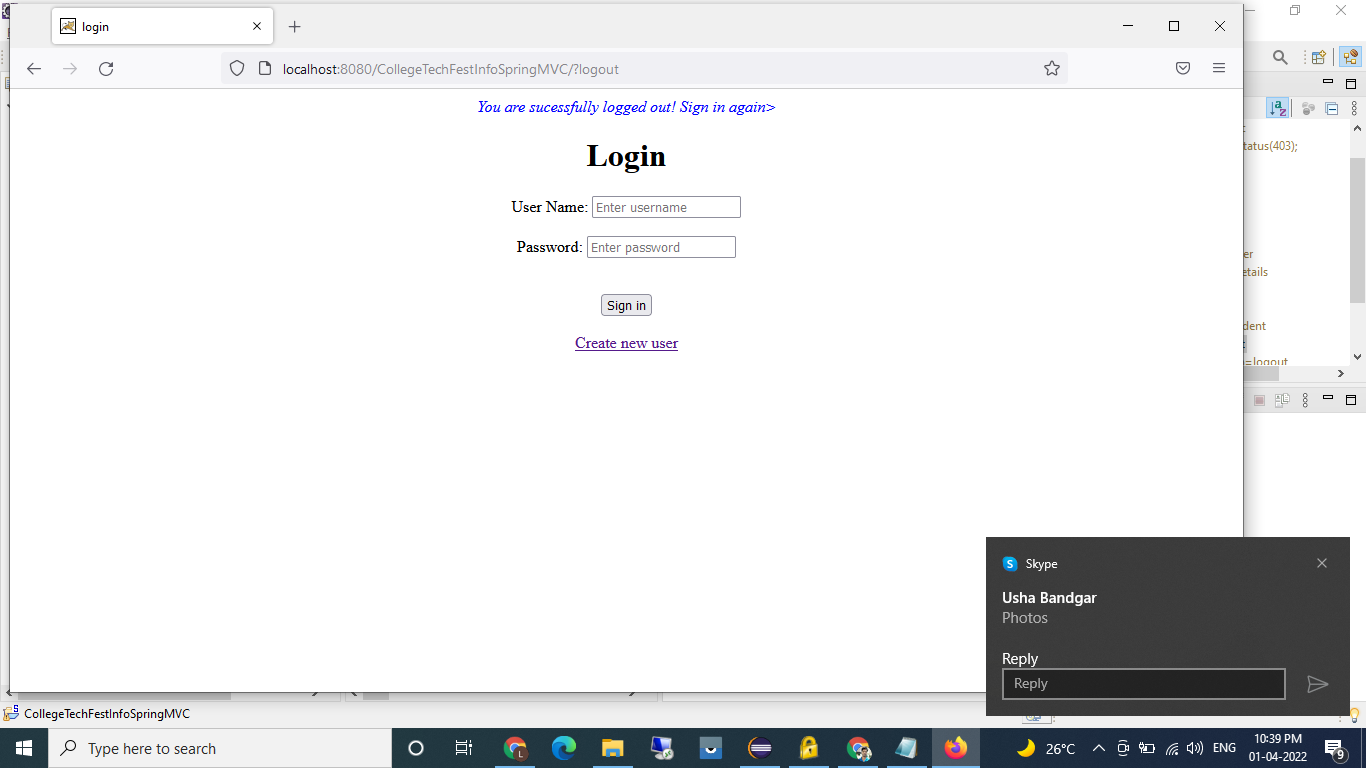 login
localhost:8080/CollegeTechFestInfoSpringMVC/?logout
You are sucessfully logged out! Sign in again>
Login
User Name: Enter username
Password: Enter password
Sign in
Create new user
tatus(403);
er
etails
dent
=logout
Skype
Usha Bandgar
Photos
Reply
Reply
CollegeTechFestInfoSpringMVC
Type here to search
26°C
ENG
10:39 PM
01-04-2022
9